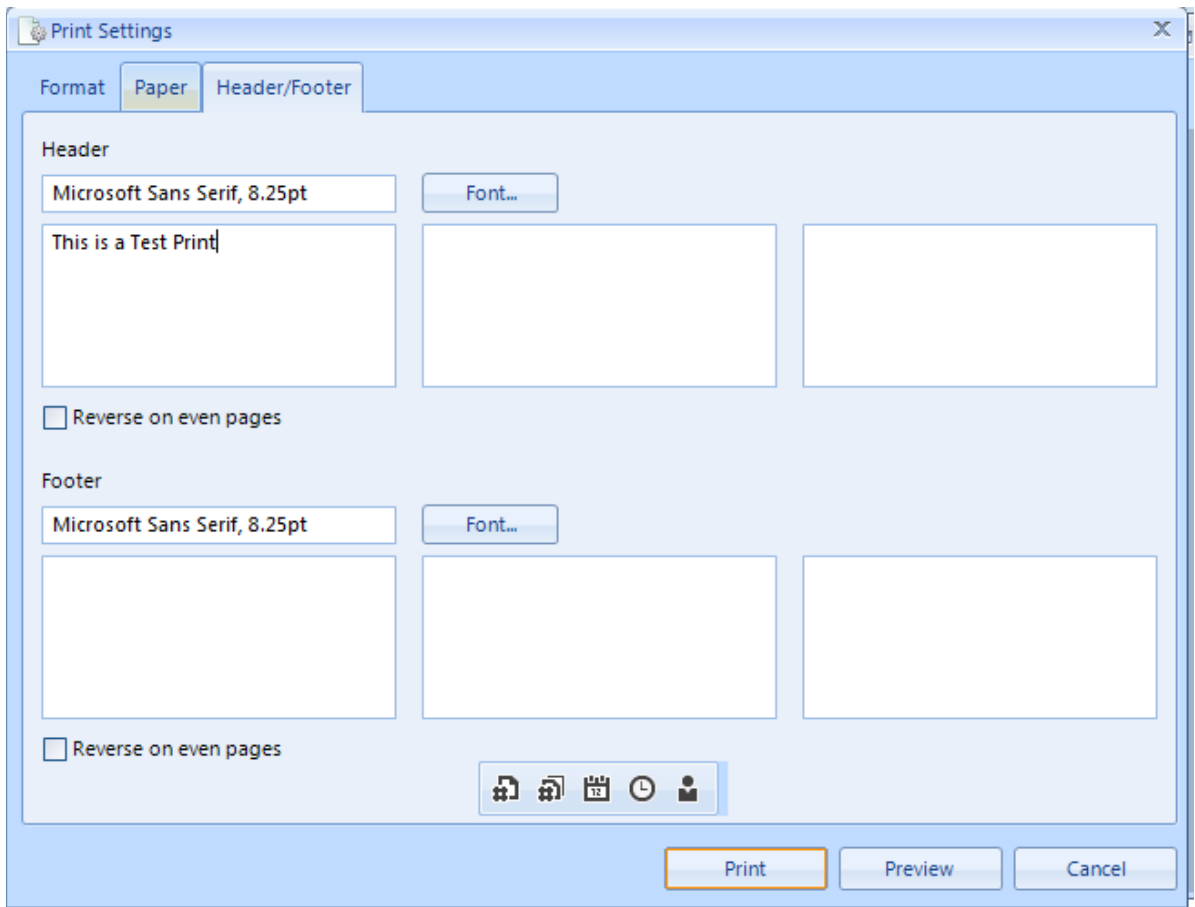 Print Settings
Format Paper Header/Footer
Header
Microsoft Sans Serif, 8.25pt Font...
This is a Test Print
Reverse on even pages
Footer
Microsoft Sans Serif, 8.25pt Font...
Reverse on even pages
# # 12
Print Preview Cancel